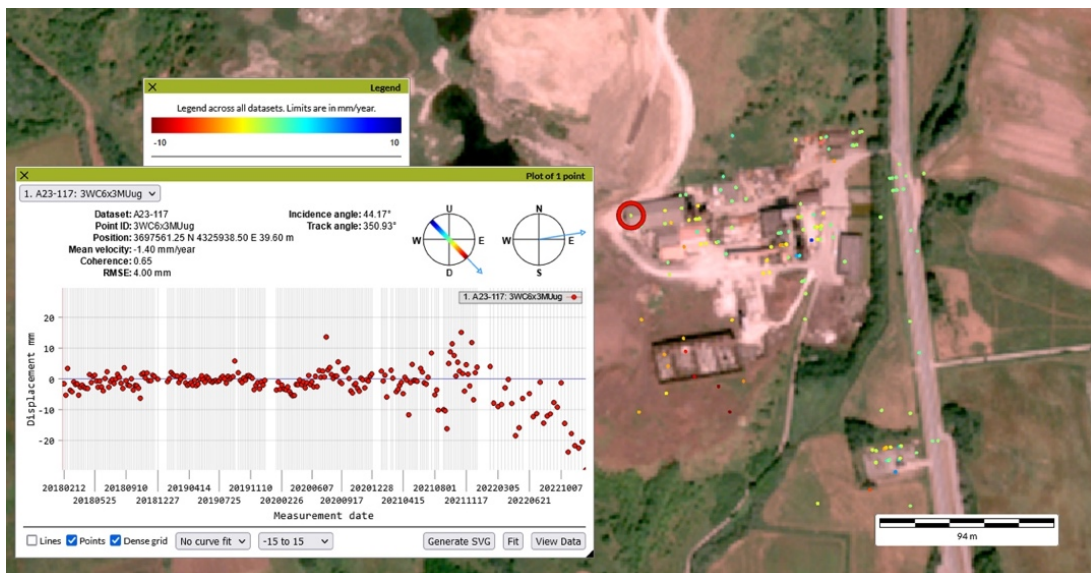 Legend
Legend across all datasets. Limits are in mm/year.
-10 10
Plot of 1 point
1. A23-117: 3WC6x3MUug
Dataset: A23-117
Point ID: 3WC6x3MUug
Position: 3697561.25 N 4325938.50 E 39.60 m
Mean velocity: -1.40 mm/year
Coherence: 0.65
RMSE: 4.00 mm
Incidence angle: 44.17°
Track angle: 350.93°
U
W E
D
N
W E
S
1. A23-117: 3WC6x3MUug
Displacement mm
20
10
0
-10
-20
20180212 20180910 20190414 20191110 20200607 20201228 20210801 20220305 20221007
20180525 20181227 20190725 20200226 20200917 20210415 20211117 20220621
Measurement date
Lines Points Dense grid No curve fit -15 to 15 Generate SVG Fit View Data
94 m